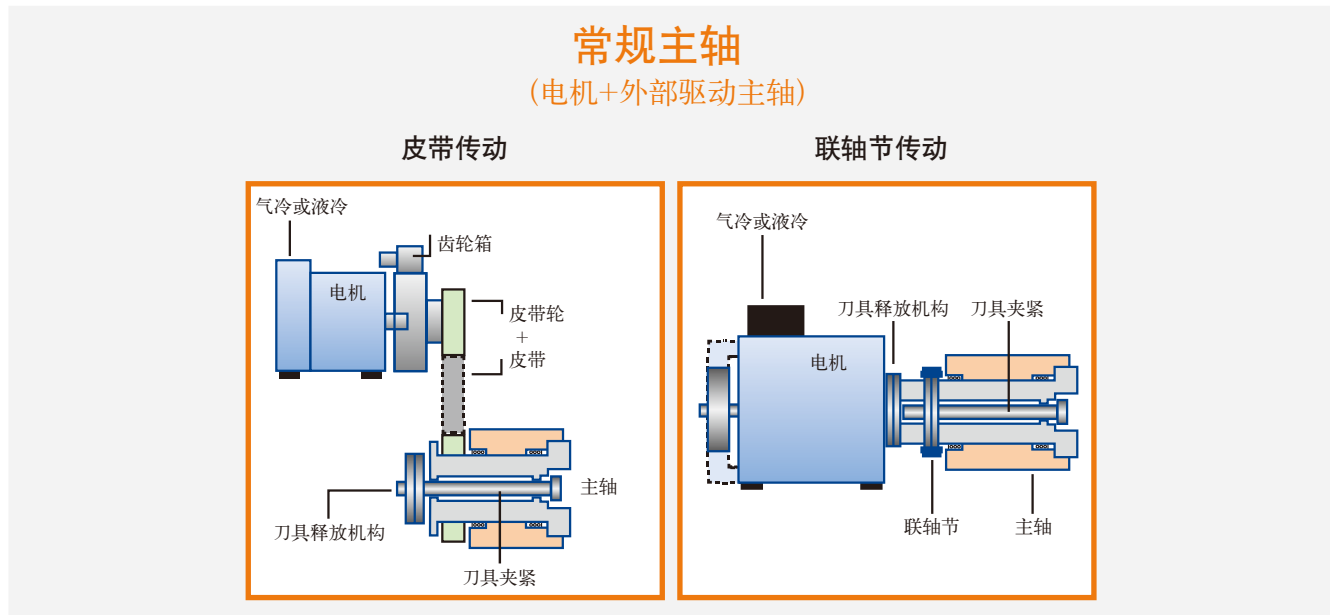 常规主轴
(电机+外部驱动主轴)
皮带传动
气冷或液冷
齿轮箱
电机
皮带轮
+
皮带
主轴
刀具释放机构
刀具夹紧
联轴节传动
气冷或液冷
刀具释放机构
刀具夹紧
电机
联轴节
主轴